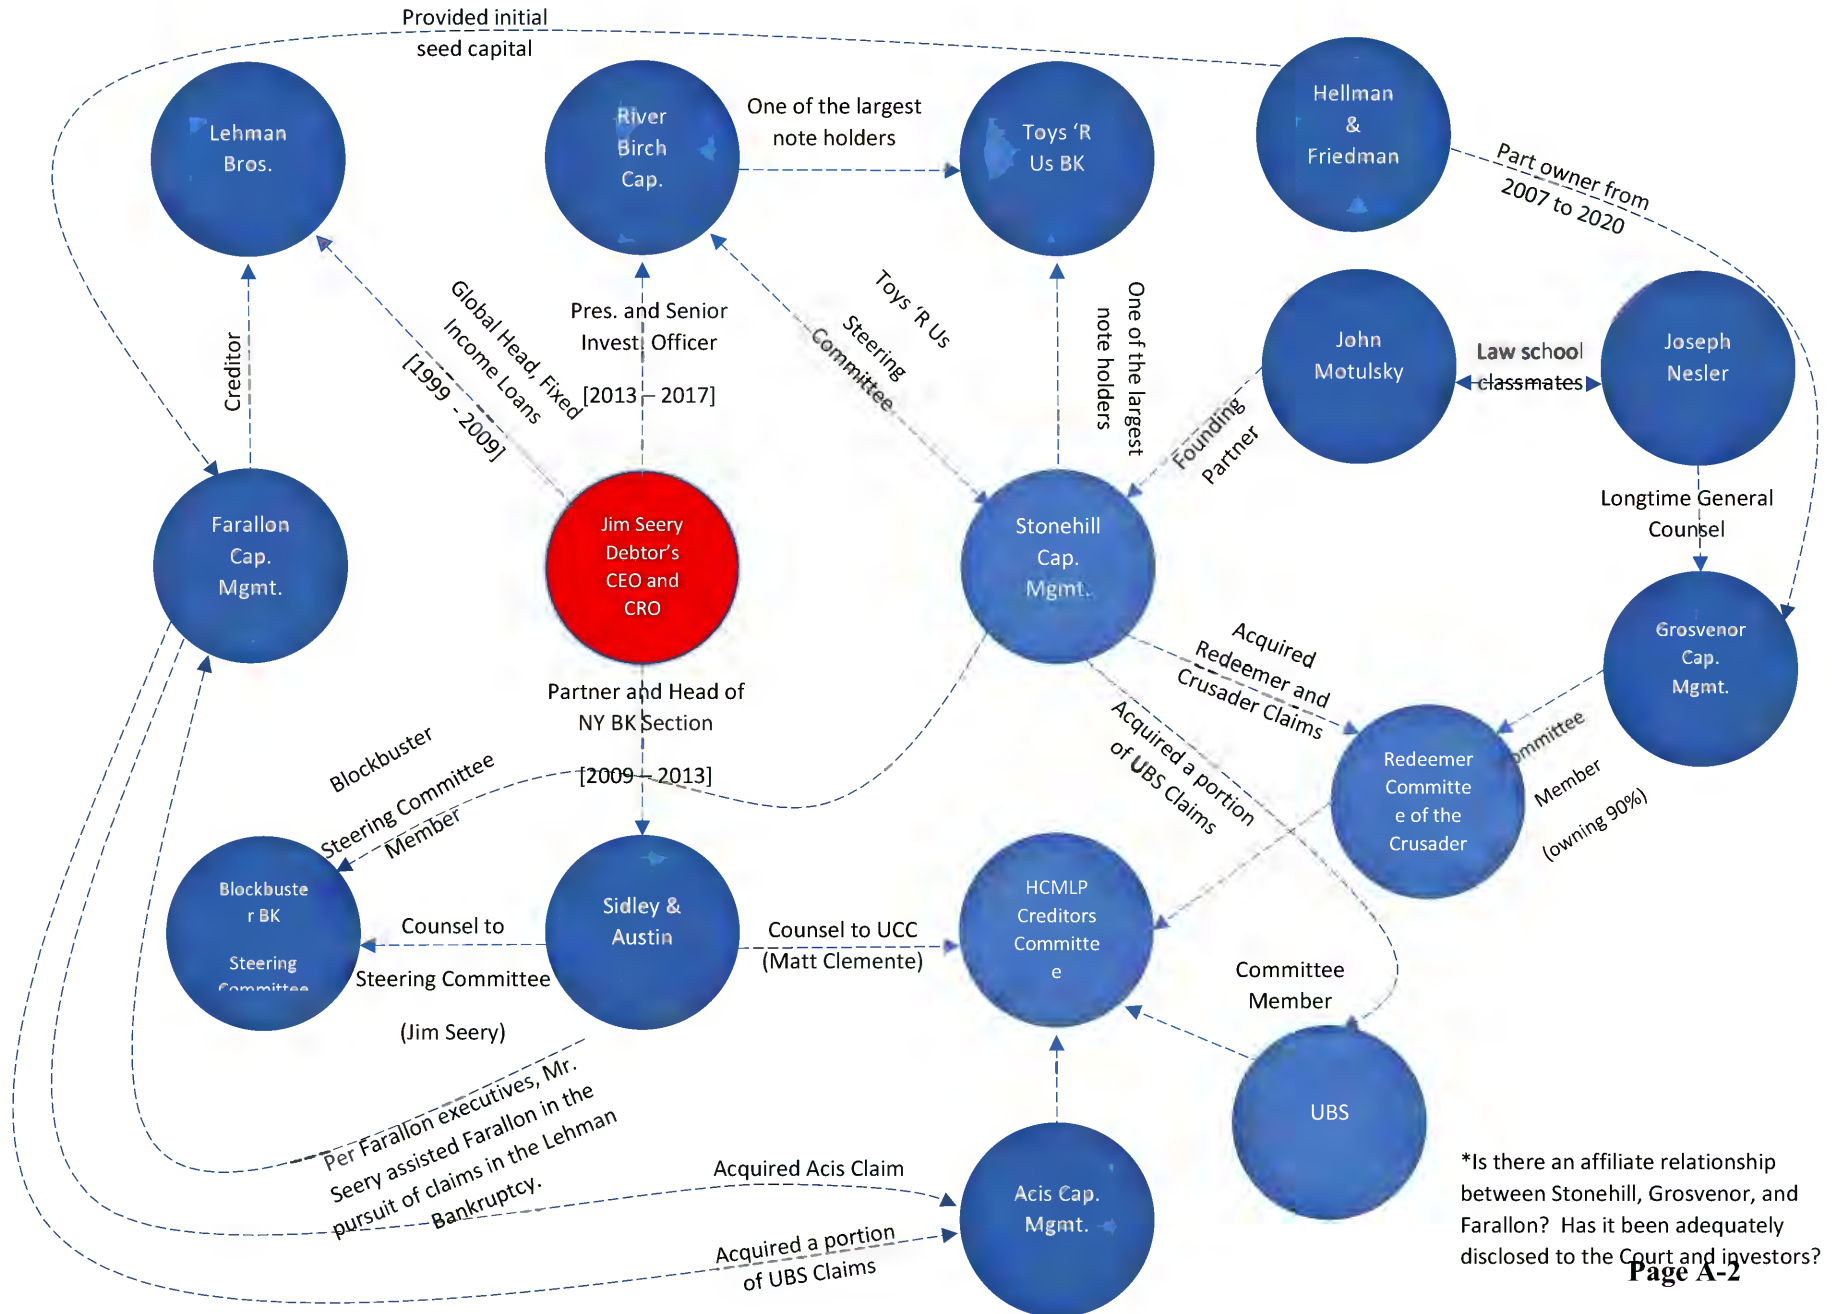 Provided initial
seed capital
Lehman
Bros.
River
Birch
Cap.
One of the largest
note holders
Toys ‘R
Us BK
Hellman
&
Friedman
Part owner from
2007 to 2020
Creditor
Global Head, Fixed
Income Loans
[1999 - 2009]
Pres. and Senior
Invest. Officer
[2013 – 2017]
Toys ‘R Us
Steering
Committee
One of the largest
note holders
John
Motulsky
Law school
classmates
Joseph
Nesler
Founding
Partner
Longtime General
Counsel
Farallon
Cap.
Mgmt.
Jim Seery
Debtor’s
CEO and
CRO
Stonehill
Cap.
Mgmt.
Grosvenor
Cap.
Mgmt.
Partner and Head of
NY BK Section
[2009 – 2013]
Acquired
Redeemer and
Crusader Claims
Acquired a portion
of UBS Claims
Redeemer
Committe
e of the
Crusader
ommittee
Member
(owning 90%)
Blockbuster
Steering Committee
Member
Blockbuste
r BK
Steering
Committee
Counsel to
Steering Committee
(Jim Seery)
Sidley &
Austin
Counsel to UCC
(Matt Clemente)
HCMLP
Creditors
Committe
e
Committee
Member
UBS
Per Farallon executives, Mr.
Seery assisted Farallon in the
pursuit of claims in the Lehman
Bankruptcy.
Acquired Acis Claim
Acquired a portion
of UBS Claims
Acis Cap.
Mgmt.
*Is there an affiliate relationship
between Stonehill, Grosvenor, and
Farallon?  Has it been adequately
disclosed to the Court and investors?
Page A-2